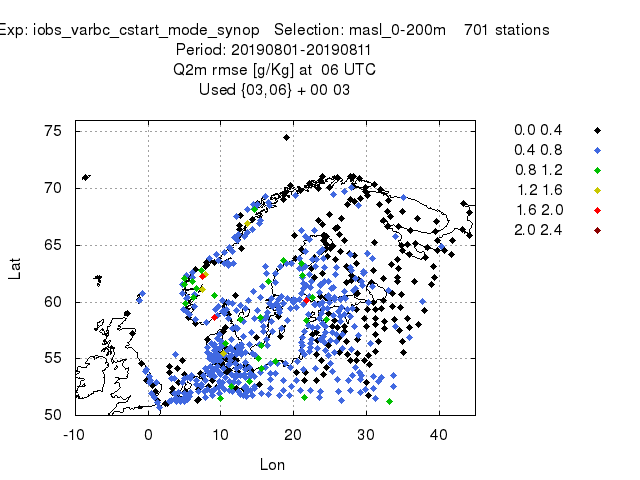 Exp: iobs_varbc_cstart_mode_synop Selection: masl_0-200m 701 stations
Period: 20190801-20190811
Q2m rmse [g/Kg] at 06 UTC
Used {03,06} + 00 03
0.0 0.4
0.4 0.8
0.8 1.2
1.2 1.6
1.6 2.0
2.0 2.4
75
70
65
60
55
50
Lat
-10 0 10 20 30 40
Lon